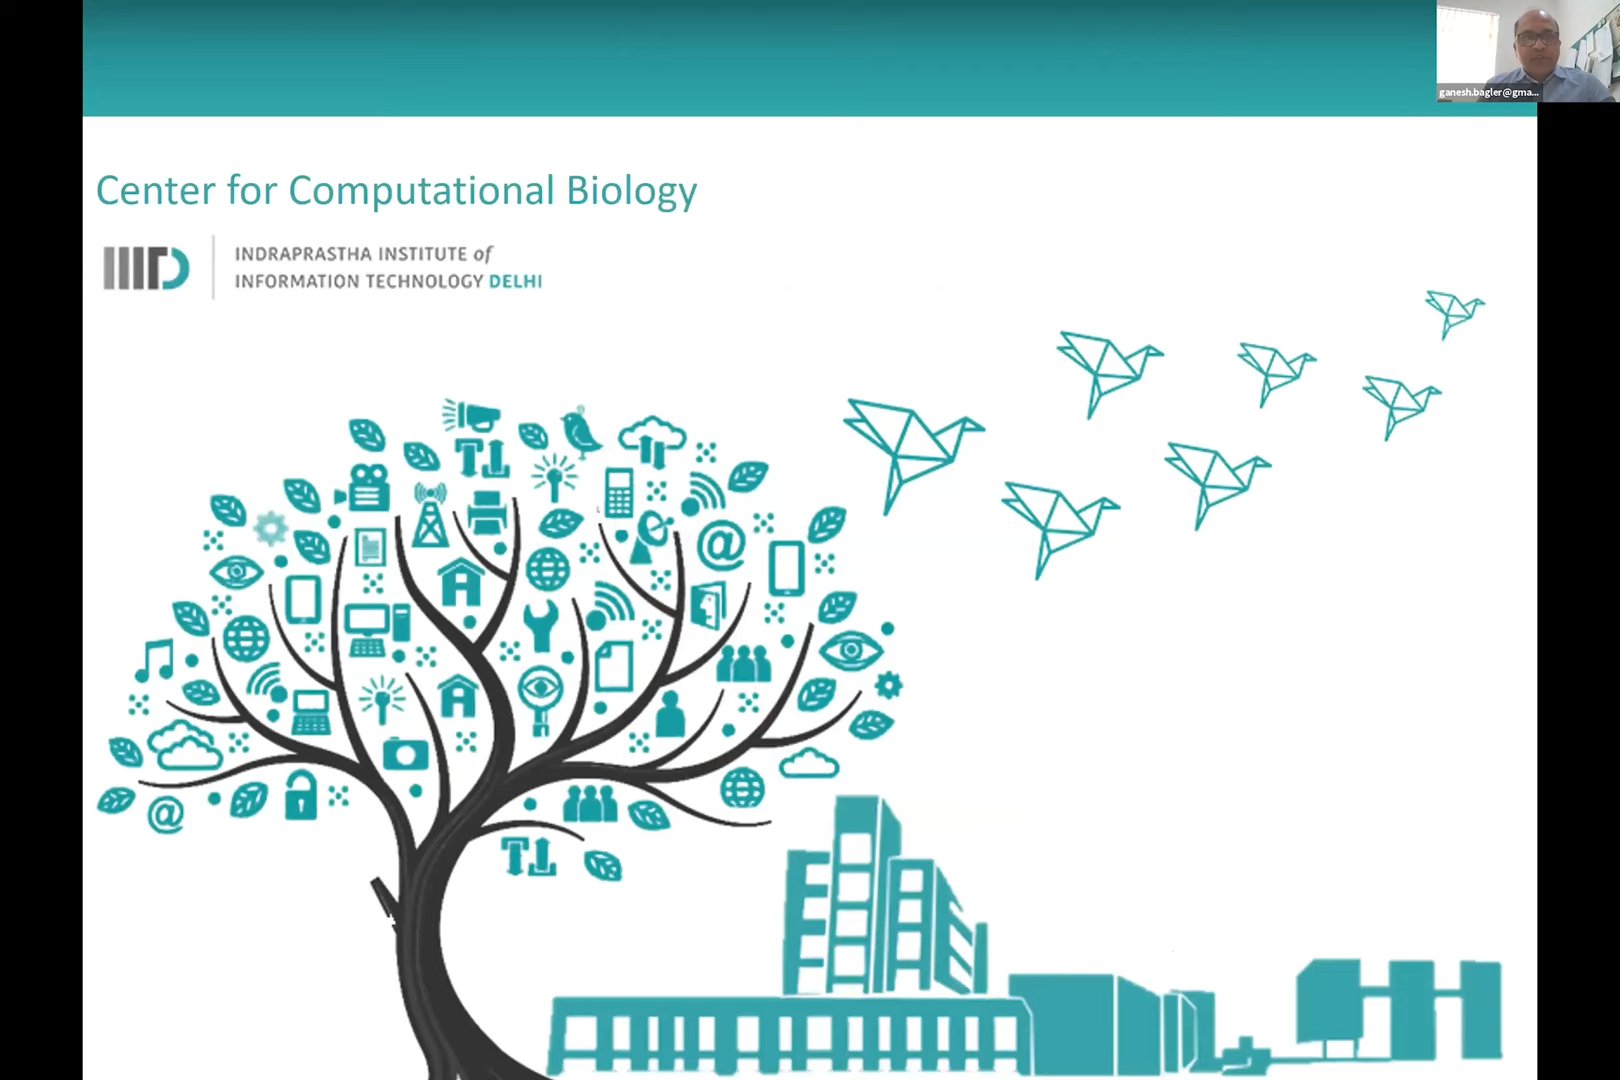 ganesh.bagler@gma...
Center for Computational Biology
IIITD
INDRAPRASTHA INSTITUTE of
INFORMATION TECHNOLOGY DELHI